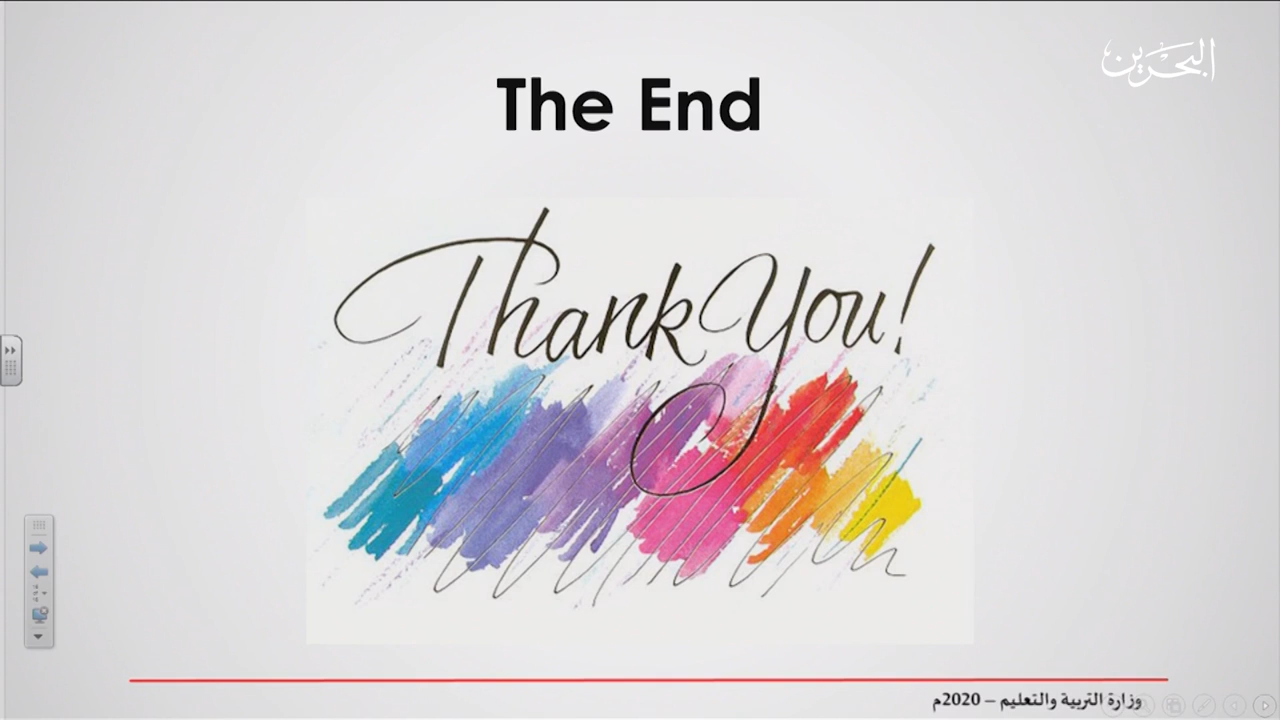 البحرين
The End
Thank You!
وزارة التربية والتعليم – 2020م